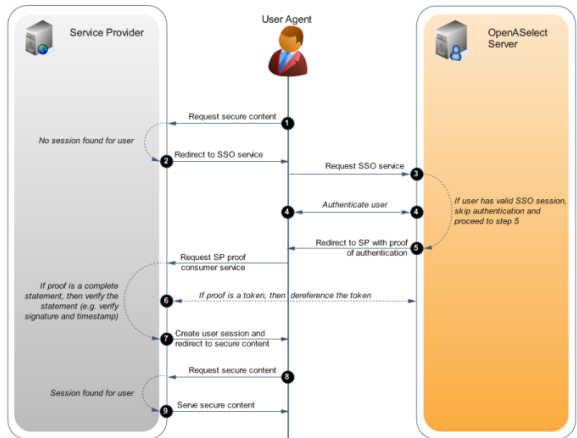 Service Provider
User Agent
OpenASelect
Server
Request secure content
1
No session found for user
2
Redirect to SSO service
Request SSO service
3
4
Authenticate user
4
If user has valid SSO session,
skip authentication and
proceed to step 5
Redirect to SP with proof
of authentication
5
Request SP proof
consumer service
If proof is a complete
statement, then verify the
statement (e.g. verify
signature and timestamp)
6
If proof is a token, then dereference the token
7
Create user session and
redirect to secure content
Request secure content
8
Session found for user
9
Serve secure content